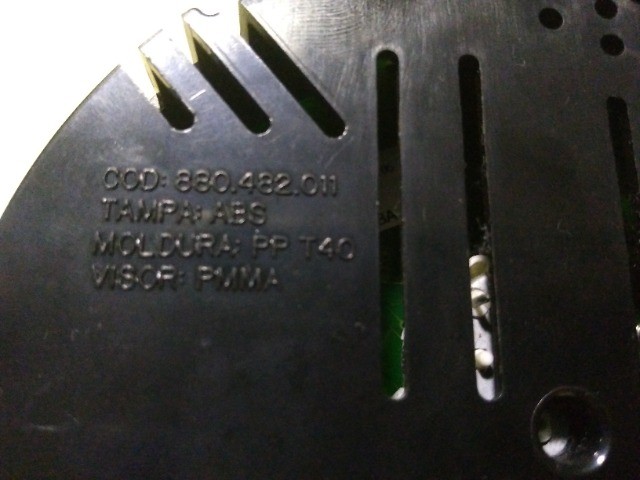 COD: 880.482.011
TAMPA: ABS
MOLDURA: PP T40
VISOR: PMMA